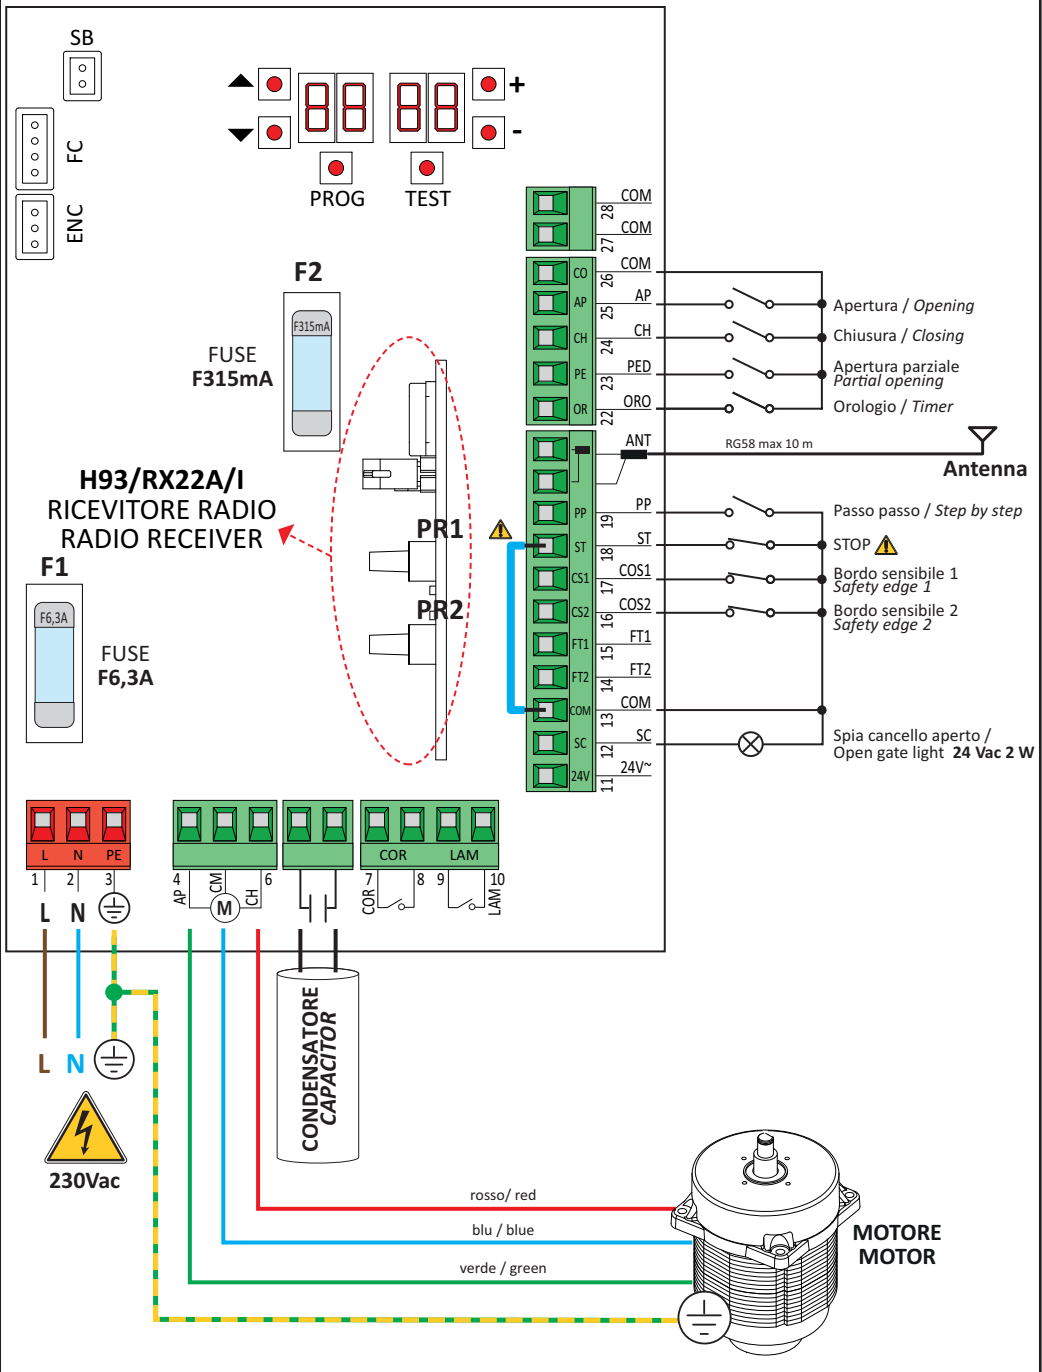 SB
FC
ENC
+
-
PROG
TEST
F2
F315mA
FUSE
F315mA
H93/RX22A/I
RICEVITORE RADIO
RADIO RECEIVER
PR1
PR2
F1
F6,3A
FUSE
F6,3A
28 COM
27 COM
CO 26 COM
AP 25 AP
CH 24 CH
PE 23 PED
OR 22 ORO
Apertura / Opening
Chiusura / Closing
Apertura parziale
Partial opening
Orologio / Timer
ANT
RG58 max 10 m
Antenna
PP 19 PP
ST 18 ST
CS1 17 COS1
CS2 16 COS2
FT1 15 FT1
FT2 14 FT2
COM 13 COM
SC 12 SC
24V 11 24V~
Passo passo / Step by step
STOP
Bordo sensibile 1
Safety edge 1
Bordo sensibile 2
Safety edge 2
Spia cancello aperto /
Open gate light 24 Vac 2 W
L N PE
1 2 3
L N
4 AP CM CH 6
M
COR LAM
7 COR 8 9 LAM 10
L N
230Vac
CONDENSATORE
CAPACITOR
rosso/ red
blu / blue
verde / green
MOTORE
MOTOR